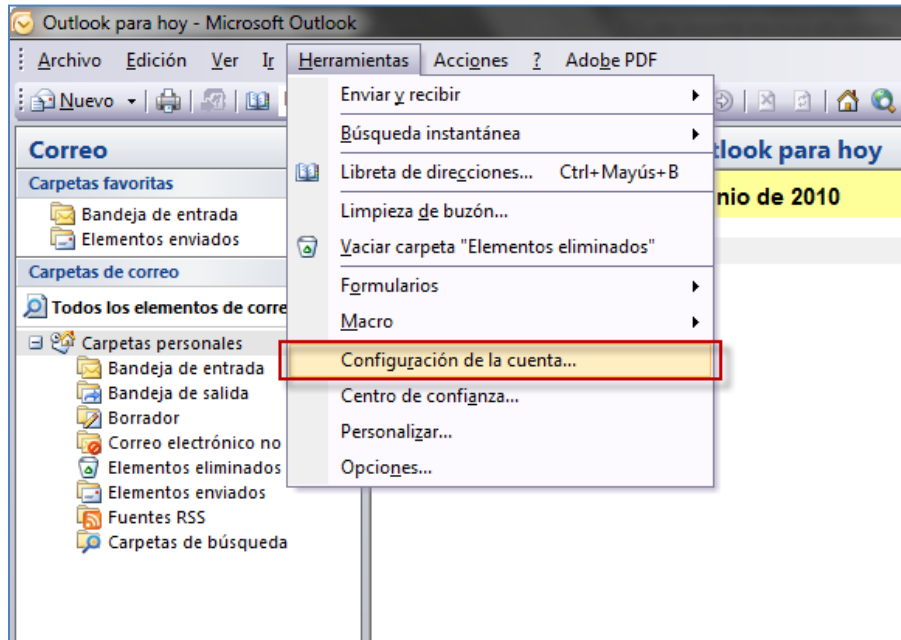 Outlook para hoy - Microsoft Outlook
Archivo Edición Ver Ir Herramientas Acciones ? Adobe PDF
Nuevo
Enviar y recibir
Búsqueda instantánea
Libreta de direcciones... Ctrl+Mayús+B
Limpieza de buzón...
Vaciar carpeta "Elementos eliminados"
Formularios
Macro
Configuración de la cuenta...
Centro de confianza...
Personalizar...
Opciones...
Correo
Carpetas favoritas
Bandeja de entrada
Elementos enviados
Carpetas de correo
Todos los elementos de corre
Carpetas personales
Bandeja de entrada
Bandeja de salida
Borrador
Correo electrónico no
Elementos eliminados
Elementos enviados
Fuentes RSS
Carpetas de búsqueda
tlook para hoy
nio de 2010